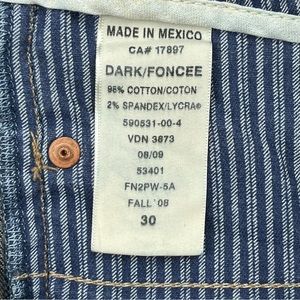 MADE IN MEXICO
CA# 17897
DARK/FONCEE
98% COTTON/COTON
2% SPANDEX/LYCRA®
590531-00-4
VDN 3873
08/09
53401
FN2PW-5A
FALL '08
30